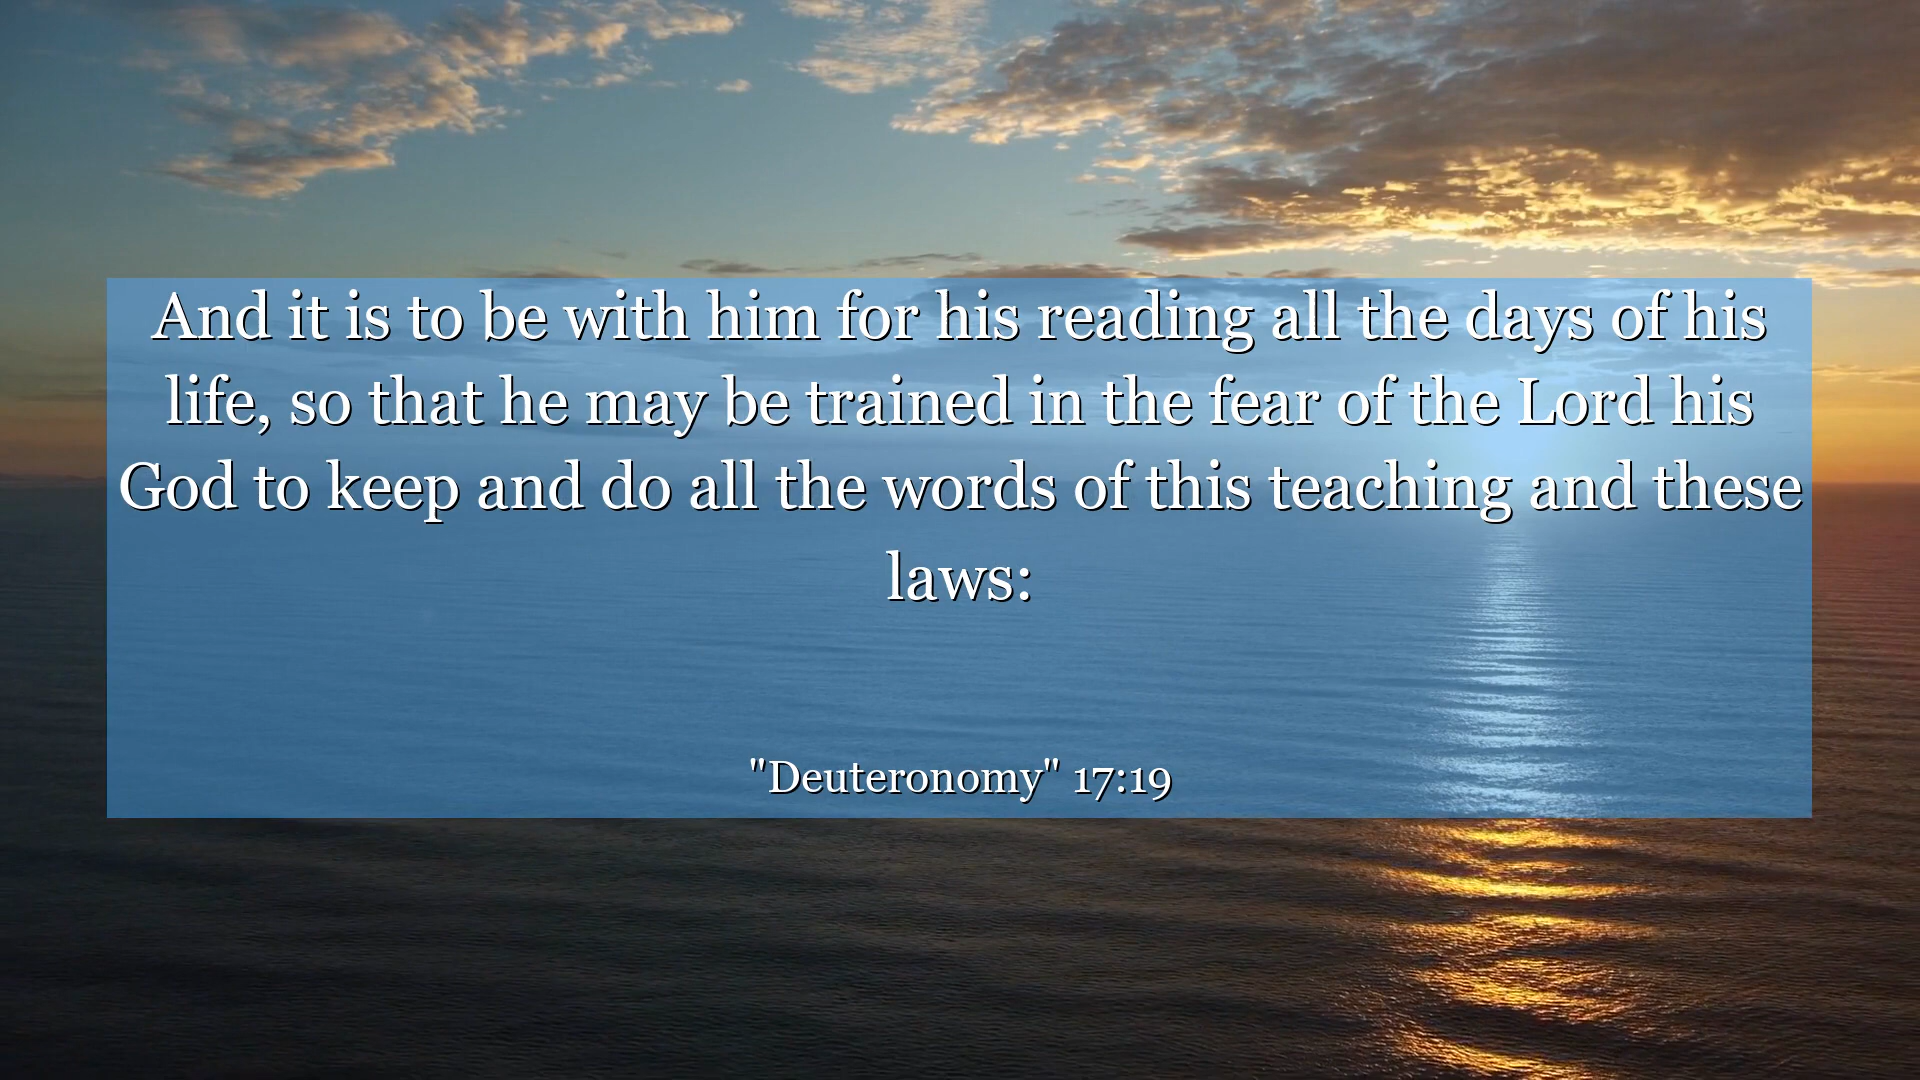 And it is to be with him for his reading all the days of his
life, so that he may be trained in the fear of the Lord his
God to keep and do all the words of this teaching and these
laws:
"Deuteronomy" 17:19